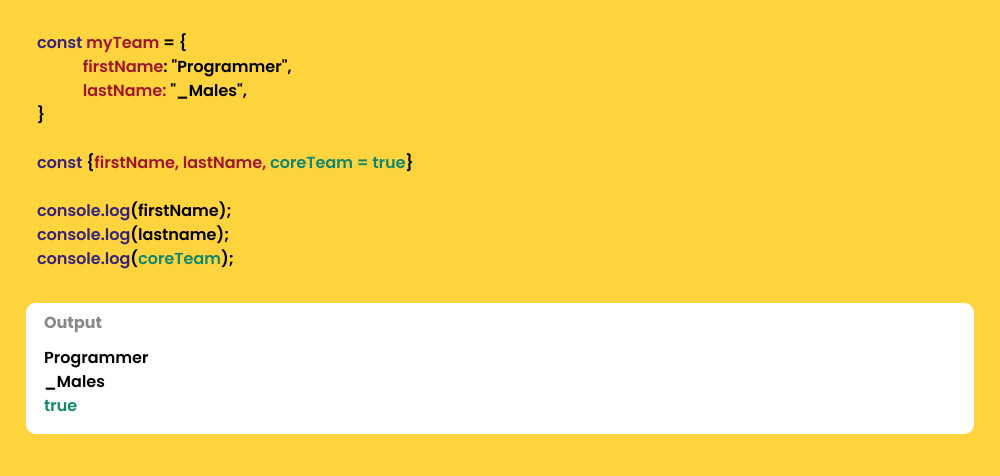 const myTeam = {
firstName: "Programmer",
lastName: "_Males",
}
const {firstName, lastName, coreTeam = true}
console.log(firstName);
console.log(lastname);
console.log(coreTeam);
Output
Programmer
_Males
true